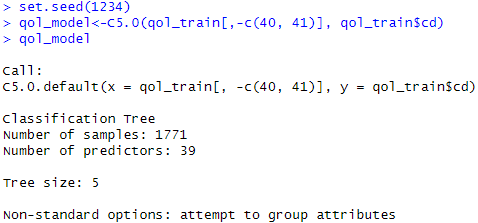 > set.seed(1234)
> qol_model<-C5.0(qol_train[,-c(40, 41)], qol_train$cd)
> qol_model
Call:
C5.0.default(x = qol_train[, -c(40, 41)], y = qol_train$cd)
Classification Tree
Number of samples: 1771
Number of predictors: 39
Tree size: 5
Non-standard options: attempt to group attributes